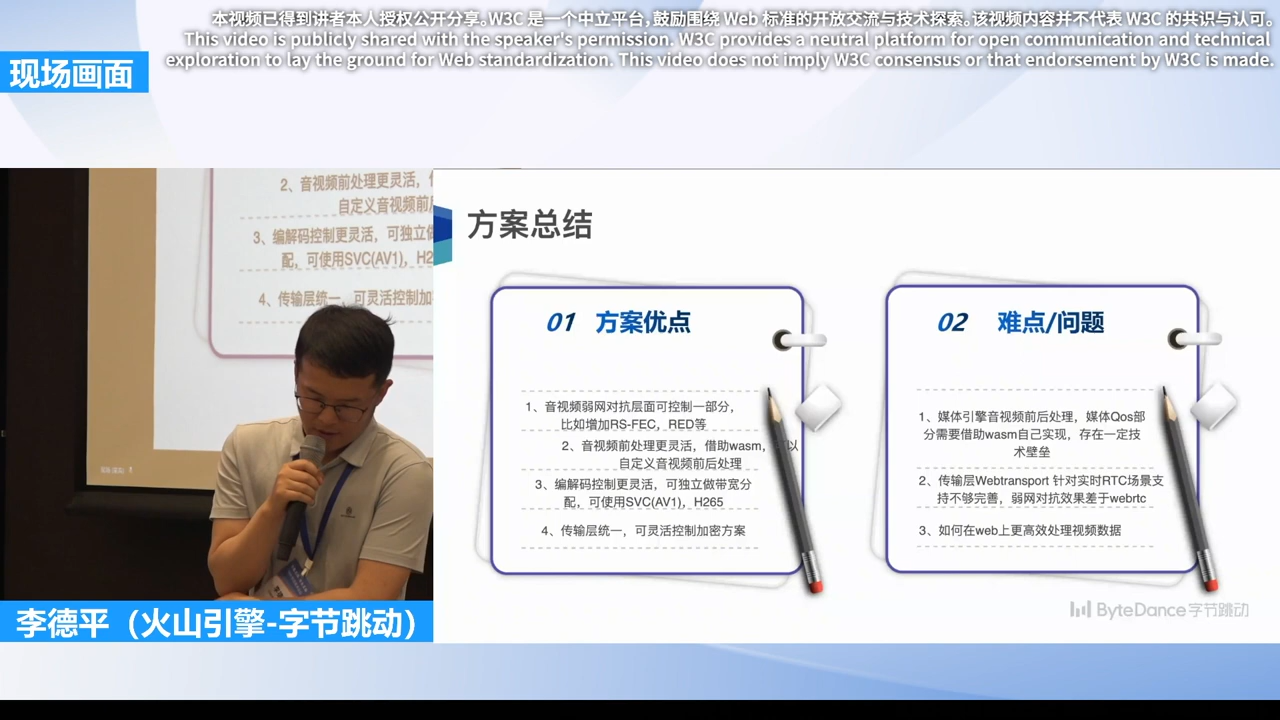 本视频已得到讲者本人授权公开分享。W3C 是一个中立平台，鼓励围绕 Web 标准的开放交流与技术探索。该视频内容并不代表 W3C 的共识与认可。
This video is publicly shared with the speaker's permission. W3C provides a neutral platform for open communication and technical
exploration to lay the ground for Web standardization. This video does not imply W3C consensus or that endorsement by W3C is made.
现场画面
2、音视频前处理更灵活，
自定义音视频前
3、编解码控制更灵活，可独立
配，可使用SVC(AV1)，H2
4、传输层统一，可灵活控制加
李德平（火山引擎-字节跳动）
方案总结
01 方案优点
1、音视频弱网对抗层面可控制一部分，
比如增加RS-FEC，RED等
2、音视频前处理更灵活，借助wasm，以
自定义音视频前后处理
3、编解码控制更灵活，可独立做带宽分
配，可使用SVC(AV1)，H265
4、传输层统一，可灵活控制加密方案
02 难点/问题
1、媒体引擎音视频前后处理，媒体Qos部
分需要借助wasm自己实现，存在一定技
术壁垒
2、传输层Webtransport 针对实时RTC场景支
持不够完善，弱网对抗效果差于webrtc
3、如何在web上更高效处理视频数据
ByteDance字节跳动